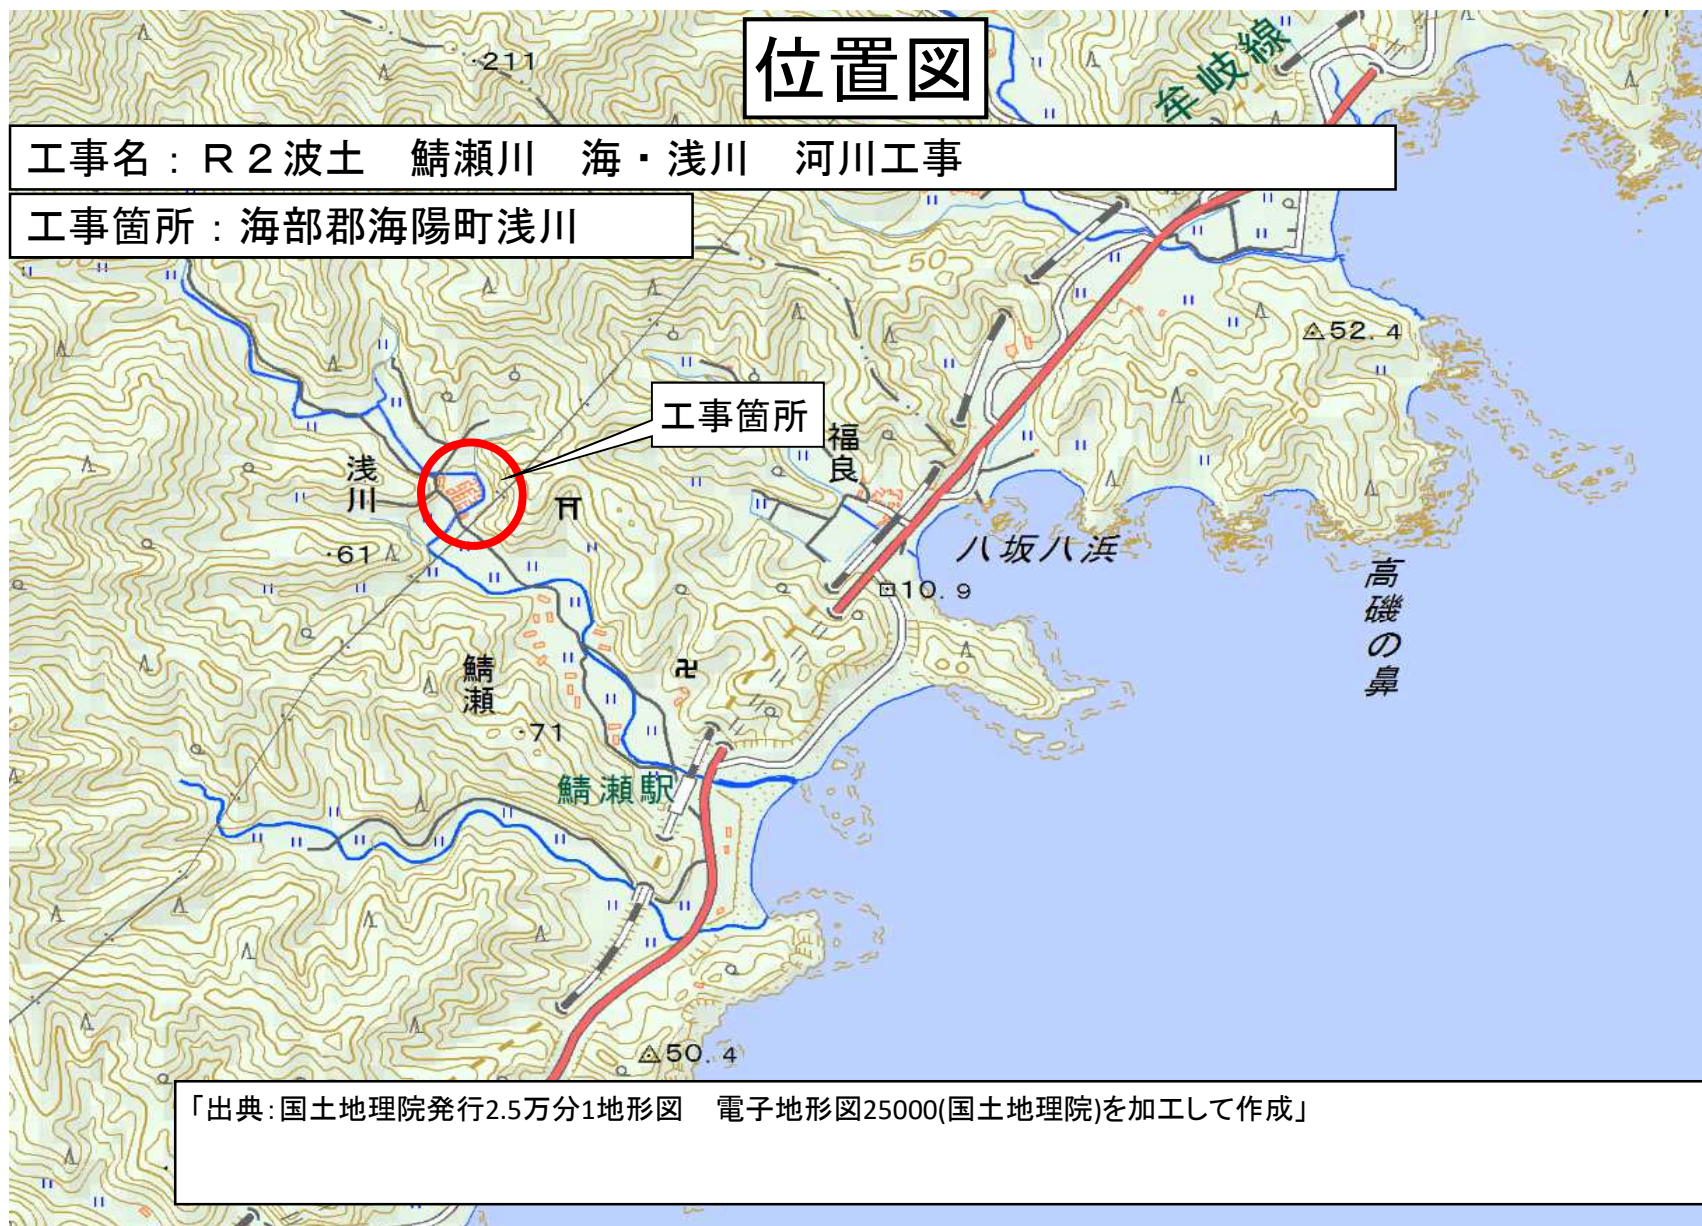 位置図
・211
牟岐線
工事名：Ｒ２波土　鯖瀬川　海・浅川　河川工事
工事箇所：海部郡海陽町浅川
50
52.4
工事箇所
福良
浅川
・61
八坂八浜
10.9
高磯の鼻
鯖瀬
・71
鯖瀬駅
50.4
「出典：国土地理院発行2.5万分1地形図　電子地形図25000(国土地理院)を加工して作成」